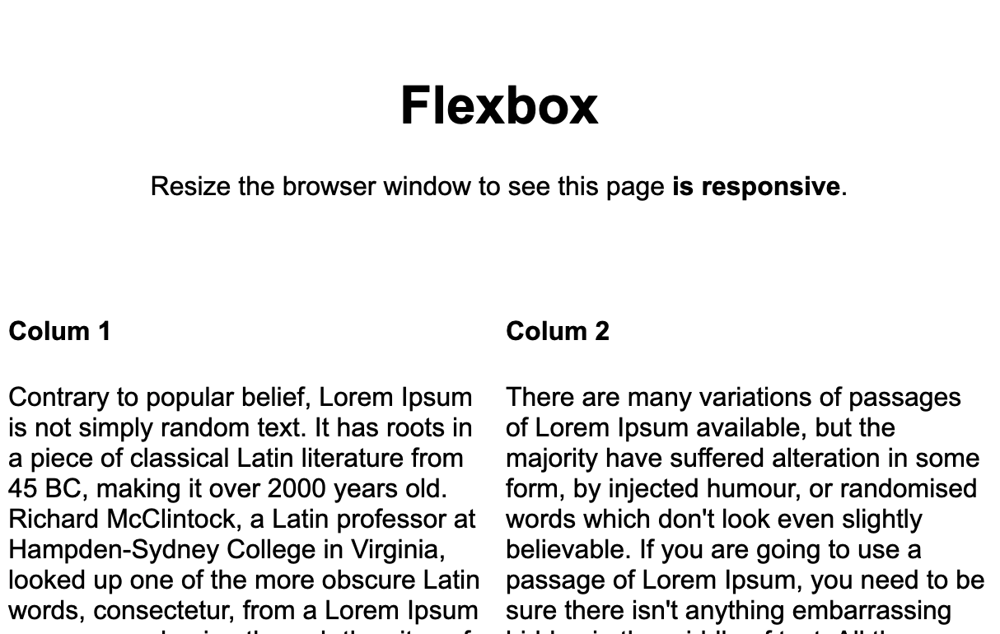 Flexbox
Resize the browser window to see this page is responsive.
Colum 1
Contrary to popular belief, Lorem Ipsum
is not simply random text. It has roots in
a piece of classical Latin literature from
45 BC, making it over 2000 years old.
Richard McClintock, a Latin professor at
Hampden-Sydney College in Virginia,
looked up one of the more obscure Latin
words, consectetur, from a Lorem Ipsum
Colum 2
There are many variations of passages
of Lorem Ipsum available, but the
majority have suffered alteration in some
form, by injected humour, or randomised
words which don't look even slightly
believable. If you are going to use a
passage of Lorem Ipsum, you need to be
sure there isn't anything embarrassing